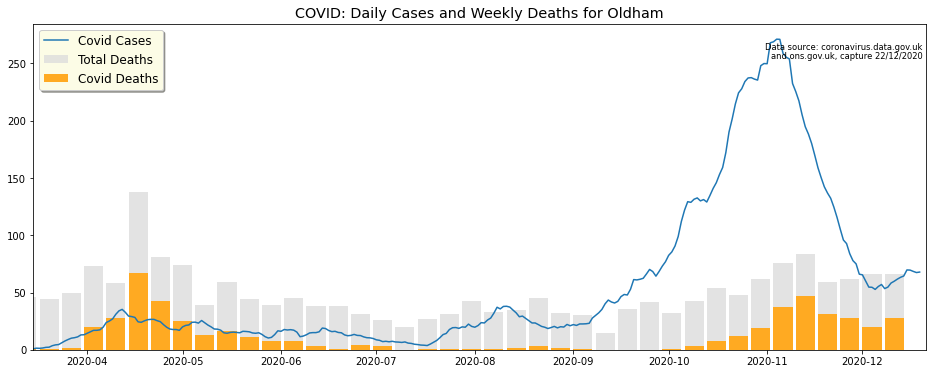 COVID: Daily Cases and Weekly Deaths for Oldham
Covid Cases
Total Deaths
Covid Deaths
Data source: coronavirus.data.gov.uk
and ons.gov.uk, capture 22/12/2020
250
200
150
100
50
0
2020-04 2020-05 2020-06 2020-07 2020-08 2020-09 2020-10 2020-11 2020-12